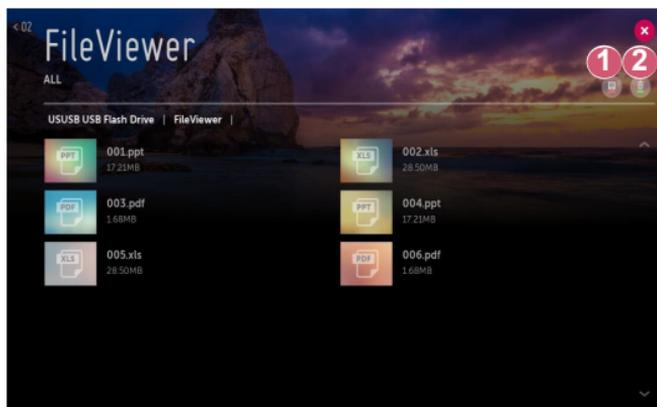 < 02
FileViewer
ALL
1 2
USUSB USB Flash Drive | FileViewer |
PPT 001.ppt
17.21MB
XLS 002.xls
28.50MB
PDF 003.pdf
1.68MB
PPT 004.ppt
17.21MB
XLS 005.xls
28.50MB
PDF 006.pdf
1.68MB